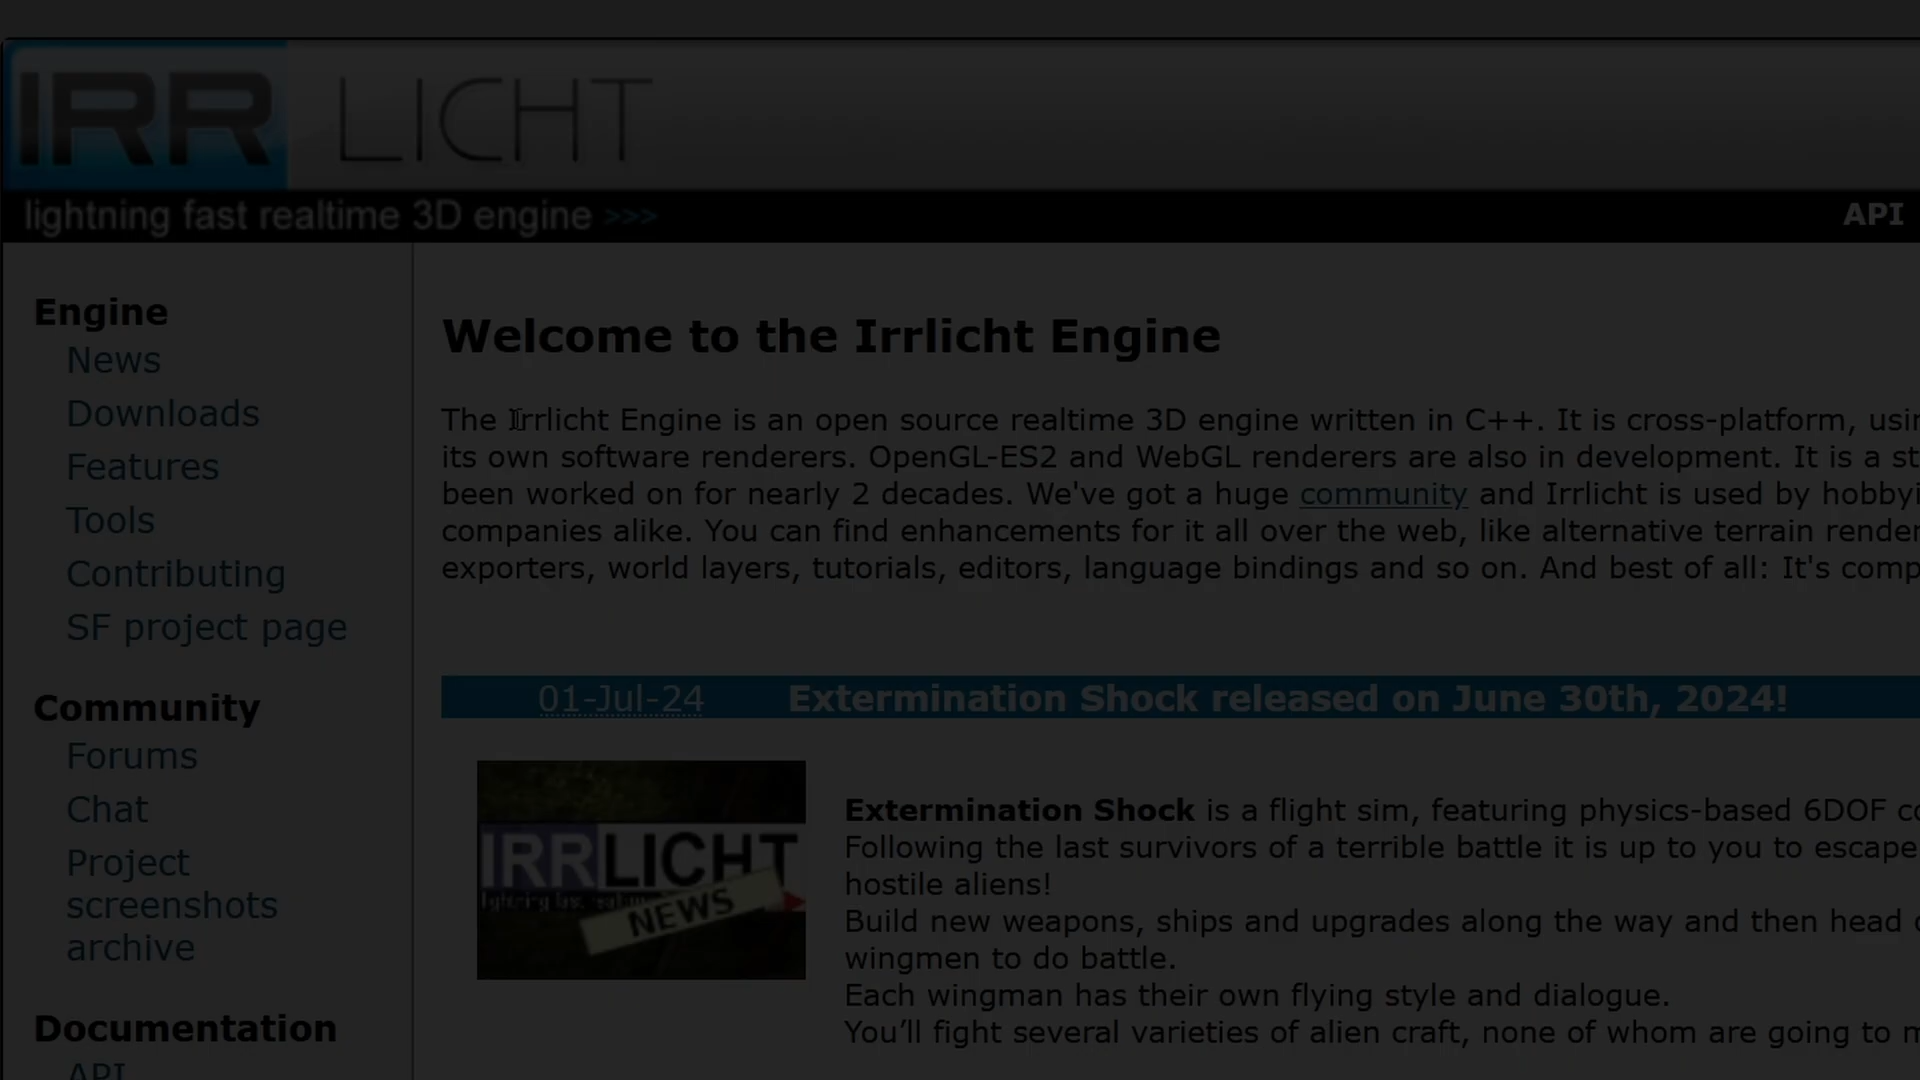 IRR LICHT
lightning fast realtime 3D engine >>>
API
Engine
News
Downloads
Features
Tools
Contributing
SF project page
Community
Forums
Chat
Project
screenshots
archive
Documentation
API
Welcome to the Irrlicht Engine
The Irrlicht Engine is an open source realtime 3D engine written in C++. It is cross-platform,
its own software renderers. OpenGL-ES2 and WebGL renderers are also in development. It is a
been worked on for nearly 2 decades. We've got a huge community and Irrlicht is used by
companies alike. You can find enhancements for it all over the web, like alternative terrain
exporters, world layers, tutorials, editors, language bindings and so on. And best of all: It's
01-Jul-24 Extermination Shock released on June 30th, 2024!
IRRLICHT
NEWS
Extermination Shock is a flight sim, featuring physics-based 6DOF
Following the last survivors of a terrible battle it is up to you to escape
hostile aliens!
Build new weapons, ships and upgrades along the way and then head
wingmen to do battle.
Each wingman has their own flying style and dialogue.
You’ll fight several varieties of alien craft, none of whom are going to